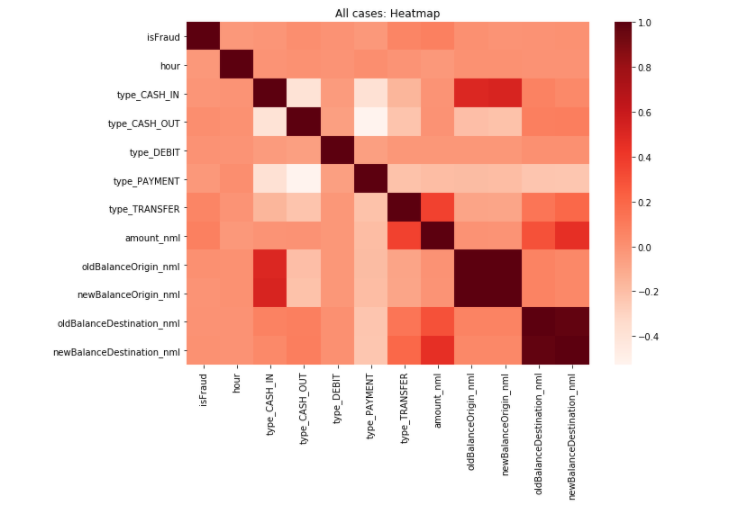 All cases: Heatmap
isFraud
hour
type_CASH_IN
type_CASH_OUT
type_DEBIT
type_PAYMENT
type_TRANSFER
amount_nml
oldBalanceOrigin_nml
newBalanceOrigin_nml
oldBalanceDestination_nml
newBalanceDestination_nml
isFraud
hour
type_CASH_IN
type_CASH_OUT
type_DEBIT
type_PAYMENT
type_TRANSFER
amount_nml
oldBalanceOrigin_nml
newBalanceOrigin_nml
oldBalanceDestination_nml
newBalanceDestination_nml
1.0
0.8
0.6
0.4
0.2
0.0
−0.2
−0.4